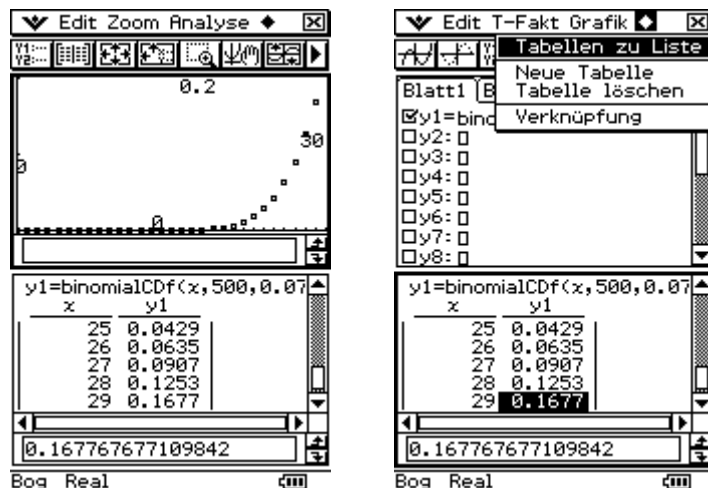 Edit Zoom Analyse
0.2
30
0
0
y1=binomialCDf(x,500,0.07
x y1
25 0.0429
26 0.0635
27 0.0907
28 0.1253
29 0.1677
0.167767677109842
Bog Real
Edit T-Fakt Grafik
Tabellen zu Liste
Neue Tabelle
Tabelle löschen
Verknüpfung
Blatt1 B
y1=bino
y2:
y3:
y4:
y5:
y6:
y7:
y8:
y1=binomialCDf(x,500,0.07
x y1
25 0.0429
26 0.0635
27 0.0907
28 0.1253
29 0.1677
0.167767677109842
Bog Real